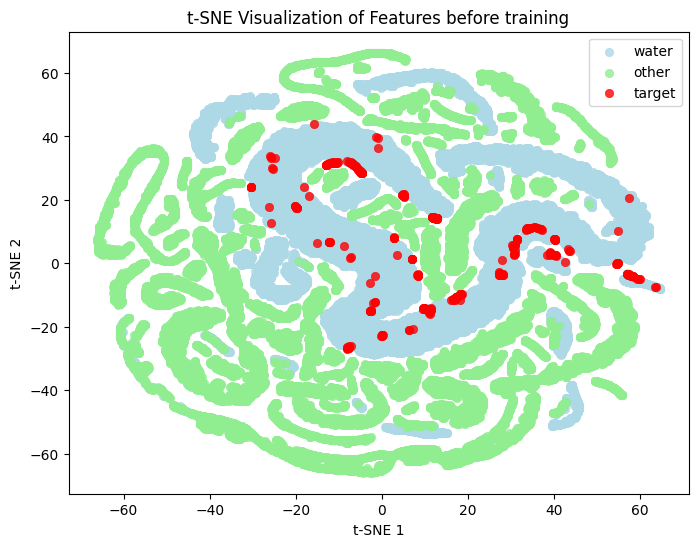 t-SNE Visualization of Features before training
water
other
target
60
40
20
0
−20
−40
−60
t-SNE 2
−60 −40 −20 0 20 40 60
t-SNE 1